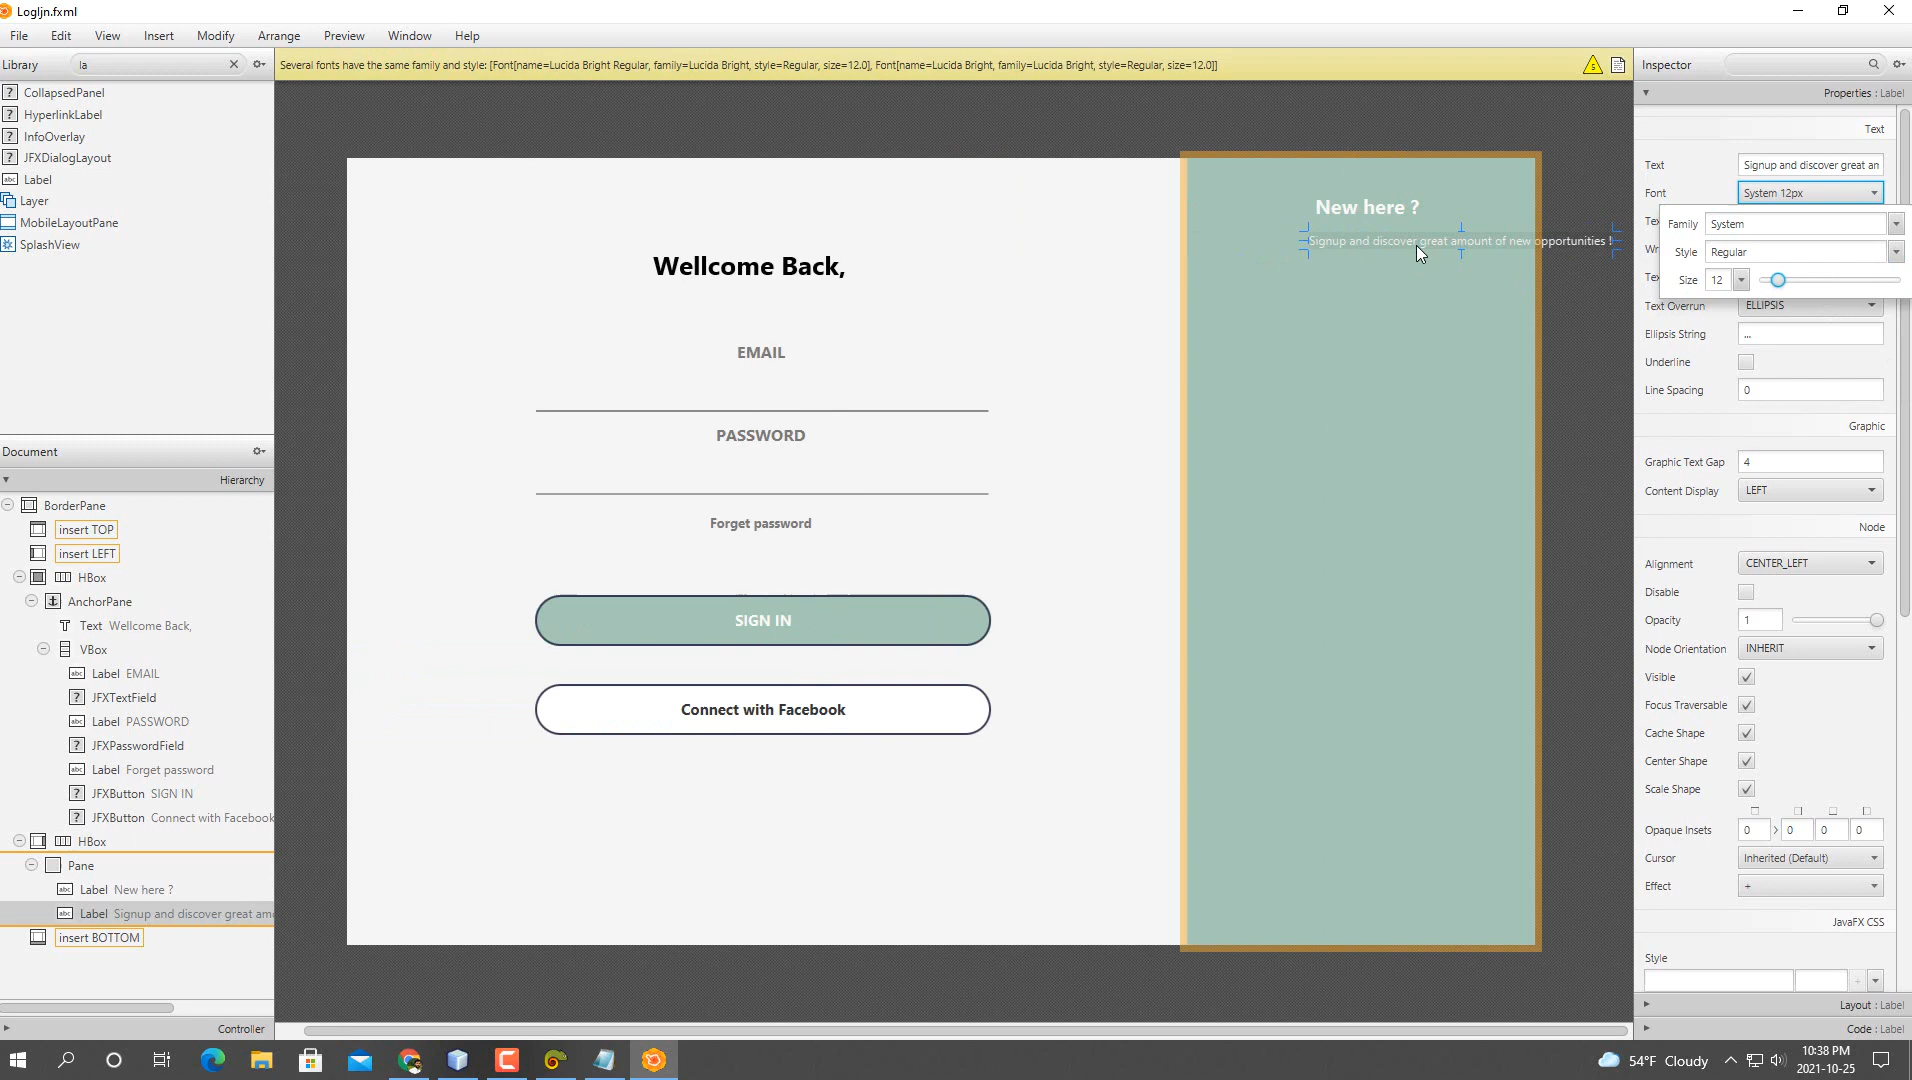 Logljn.fxml
File Edit View Insert Modify Arrange Preview Window Help
Library la
CollapsedPanel
HyperlinkLabel
InfoOverlay
JFXDialogLayout
abc Label
Layer
MobileLayoutPane
SplashView
Document
Hierarchy
BorderPane
insert TOP
insert LEFT
HBox
AnchorPane
Text Wellcome Back,
VBox
abc Label EMAIL
? JFXTextField
abc Label PASSWORD
? JFXPasswordField
abc Label Forget password
? JFXButton SIGN IN
? JFXButton Connect with Facebook
HBox
Pane
abc Label New here ?
abc Label Signup and discover great amo
insert BOTTOM
Controller
Several fonts have the same family and style: [Font[name=Lucida Bright Regular, family=Lucida Bright, style=Regular, size=12.0], Font[name=Lucida Bright, family=Lucida Bright, style=Regular, size=12.0]]
Wellcome Back,
EMAIL
PASSWORD
Forget password
SIGN IN
Connect with Facebook
New here ?
Signup and discover great amount of new opportunities !
Inspector
Properties : Label
Text
Text Signup and discover great an
Font System 12px
Family System
Style Regular
Size 12
Text Overrun ELLIPSIS
Ellipsis String ...
Underline
Line Spacing 0
Graphic
Graphic Text Gap 4
Content Display LEFT
Node
Alignment CENTER_LEFT
Disable
Opacity 1
Node Orientation INHERIT
Visible
Focus Traversable
Cache Shape
Center Shape
Scale Shape
Opaque Insets 0 0 0 0
Cursor Inherited (Default)
Effect +
JavaFX CSS
Style
Layout : Label
Code : Label
54°F Cloudy
10:38 PM
2021-10-25